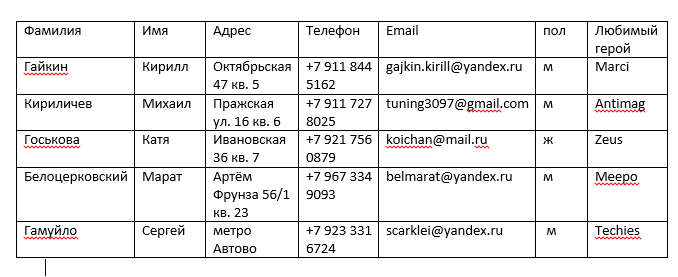 Фамилия Имя Адрес Телефон Email пол Любимый
герой
Гайкин Кирилл Октябрьская +7 911 844 gajkin.kirill@yandex.ru м Marci
47 кв. 5 5162
Кириличев Михаил Пражская +7 911 727 tuning3097@gmail.com м Antimag
ул. 16 кв. 6 8025
Госькова Катя Ивановская +7 921 756 koichan@mail.ru ж Zeus
36 кв. 7 0879
Белоцерковский Марат Артём +7 967 334 belmarat@yandex.ru м Meepo
Фрунза 56/1 9093
кв. 23
Гамуйло Сергей метро +7 923 331 scarklei@yandex.ru м Techies
Автово 6724